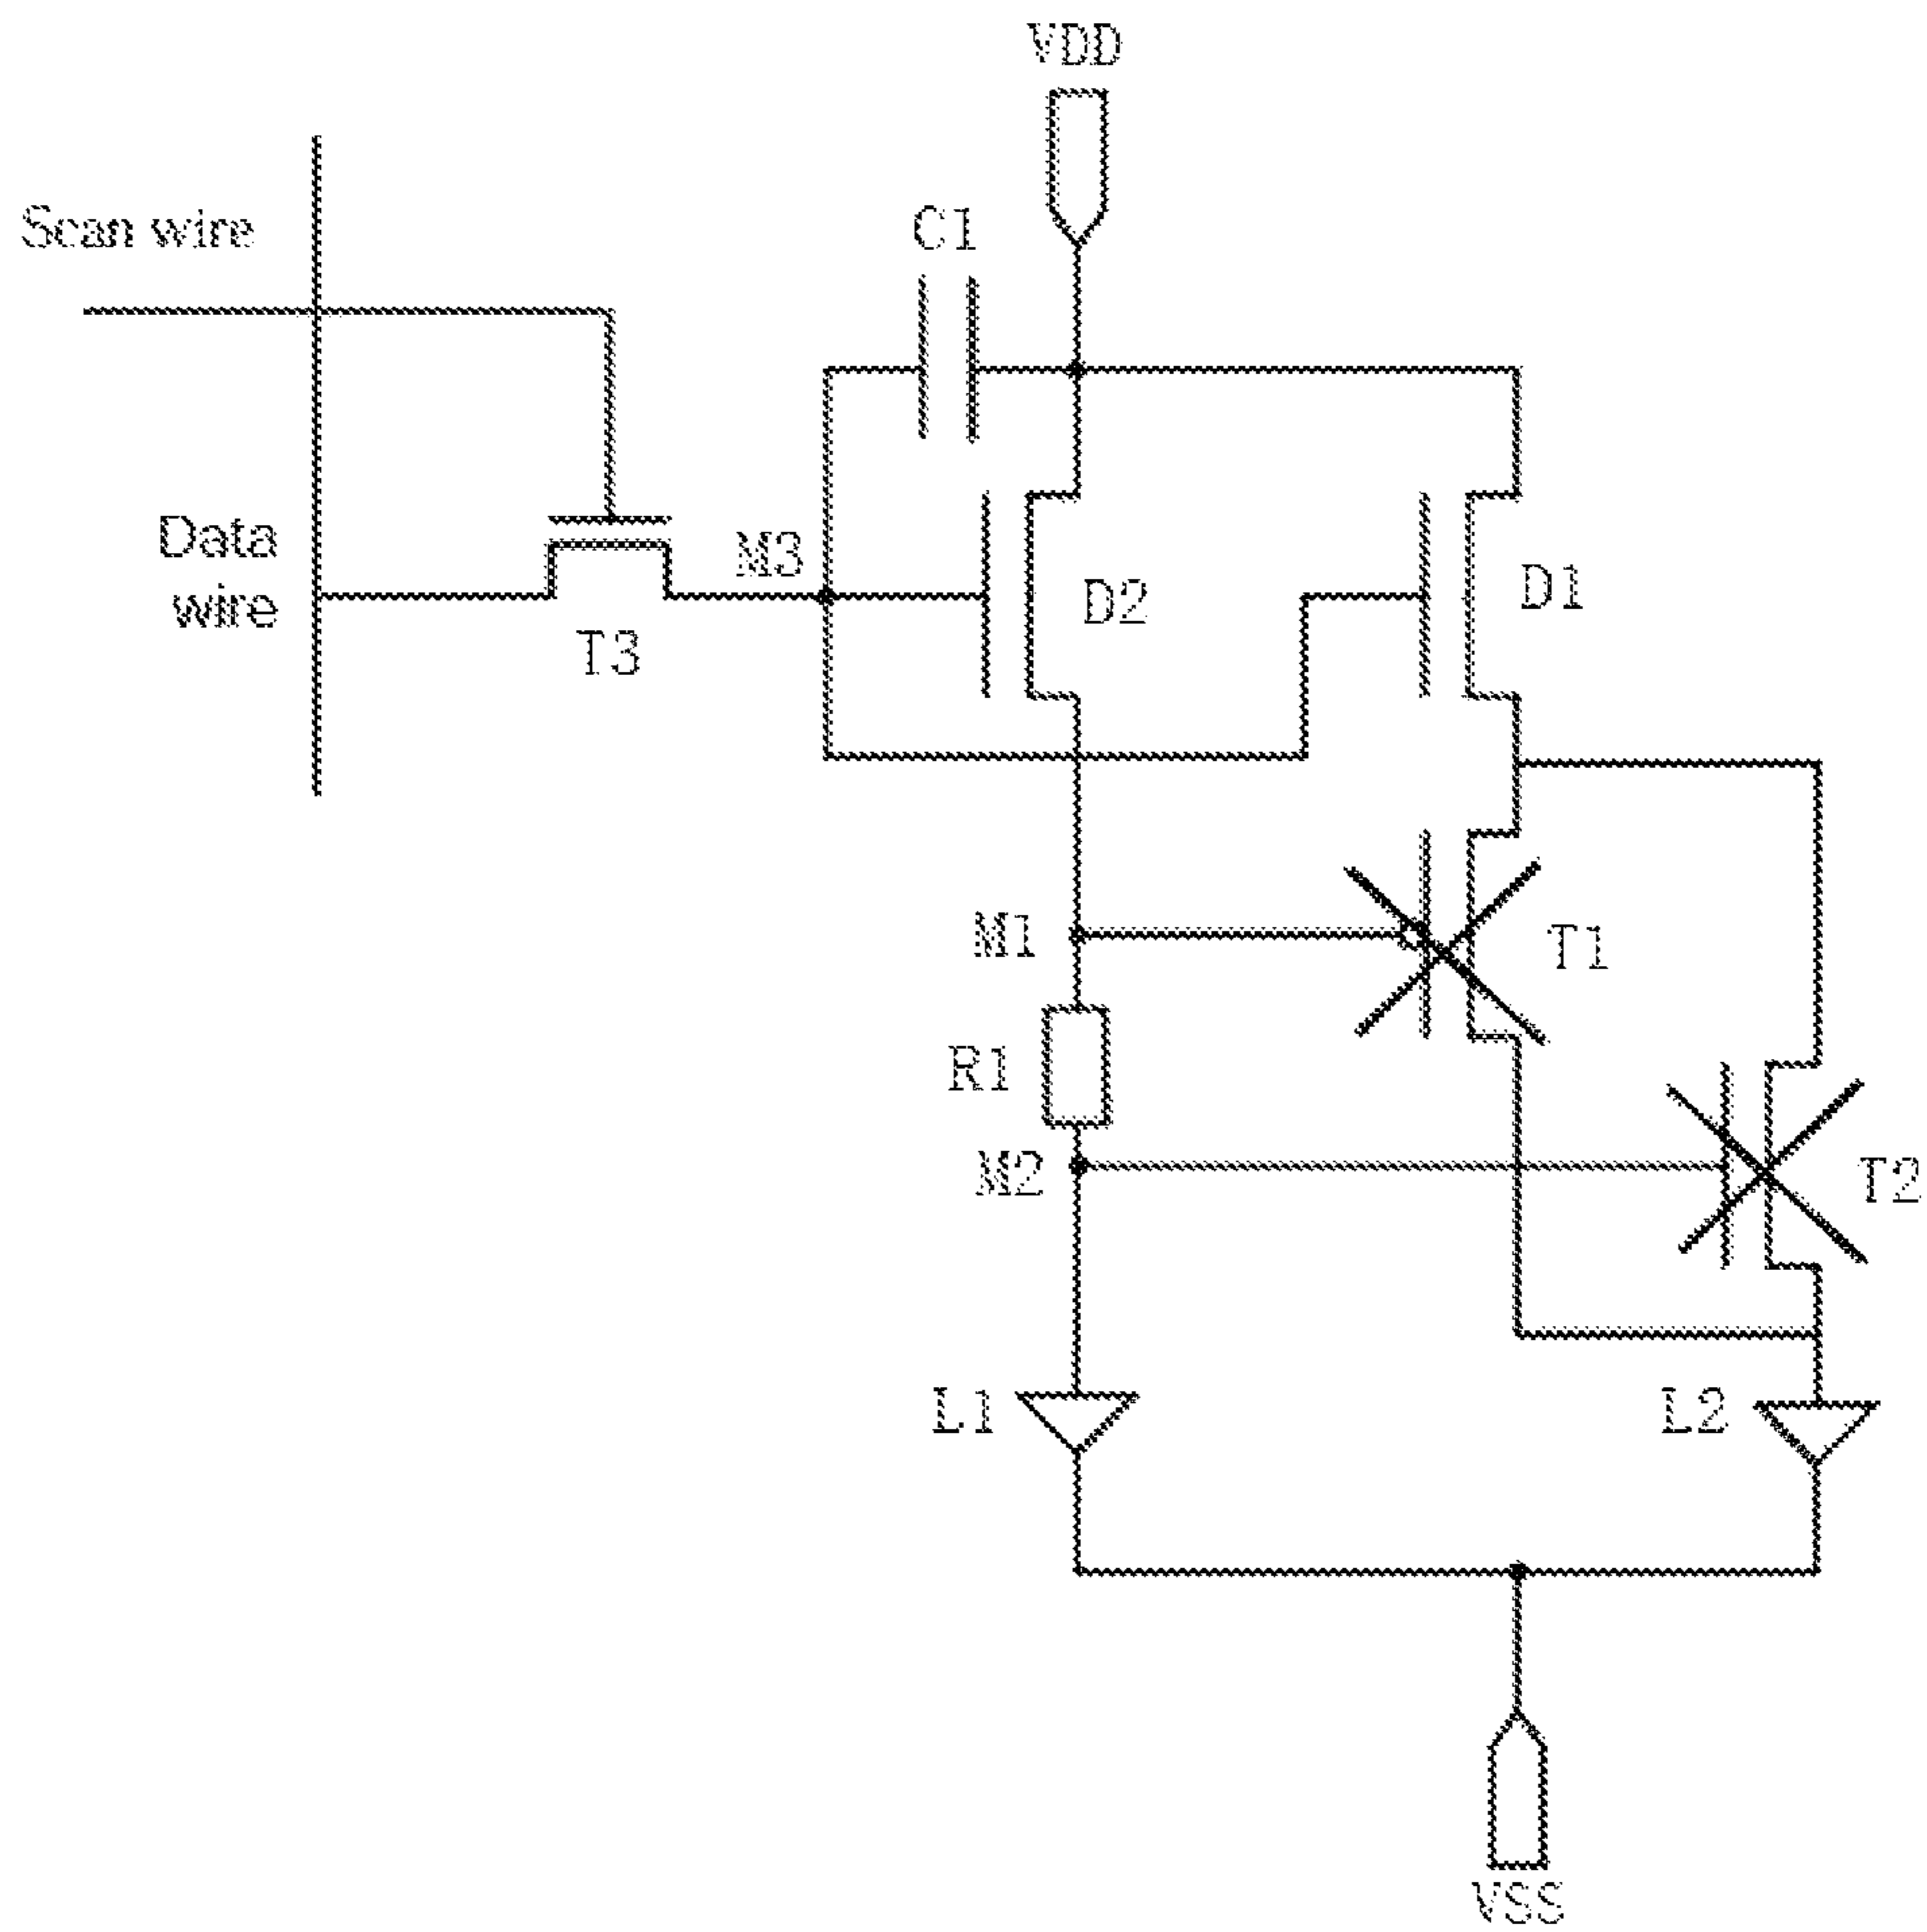 VDD
Scan wire
C1
Data
wire
M3
T3
D2
D1
M1
T1
R1
M2
T2
L1
L2
VSS